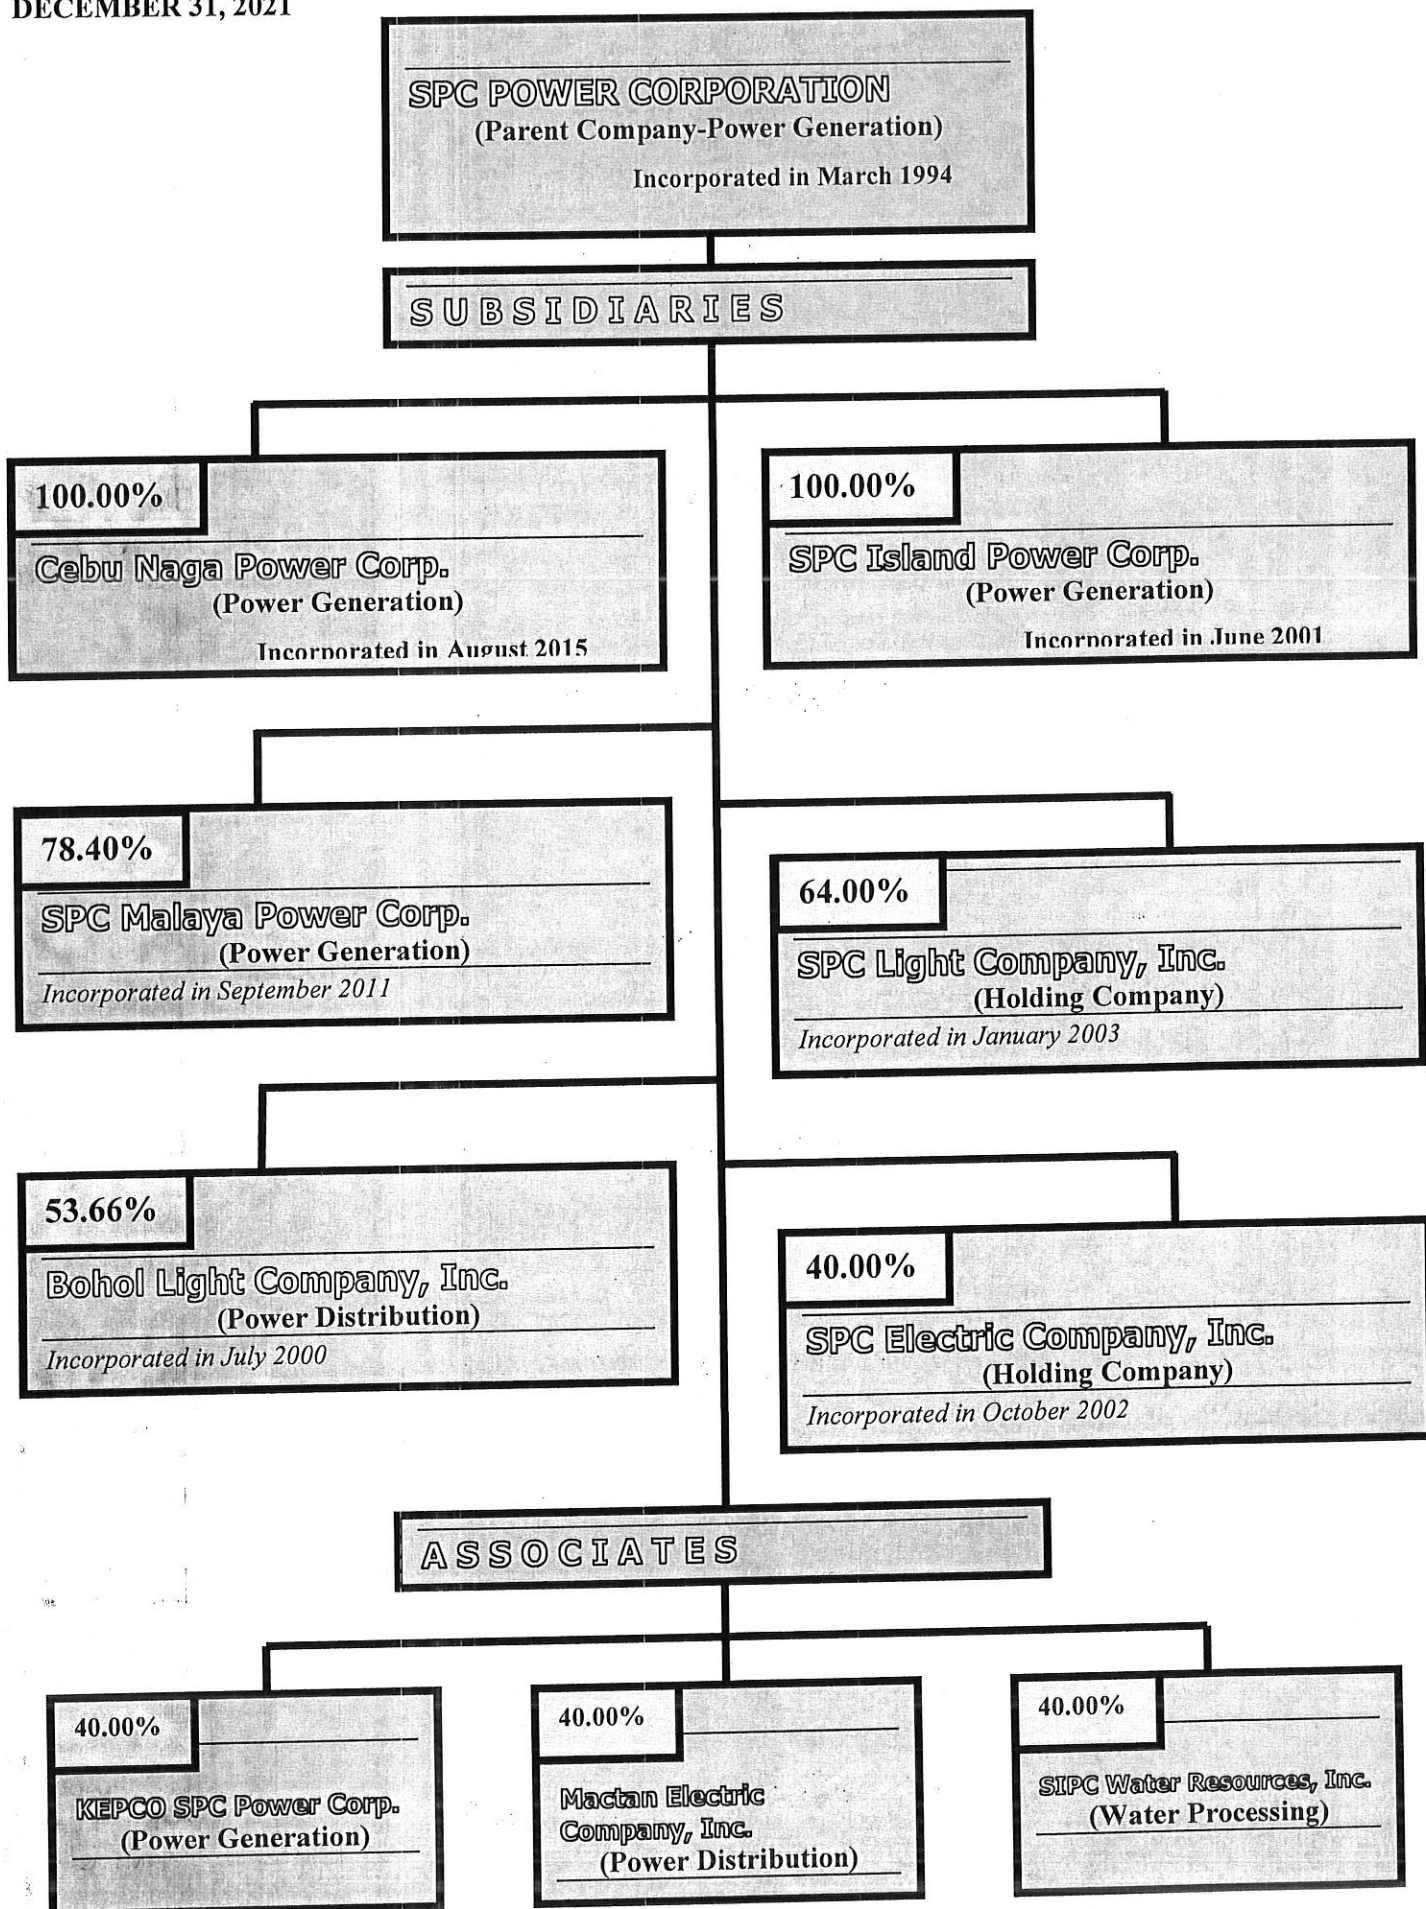 DECEMBER 31, 2021
SPC POWER CORPORATION
(Parent Company-Power Generation)
Incorporated in March 1994
SUBSIDIARIES
100.00%
Cebu Naga Power Corp.
(Power Generation)
Incorporated in August 2015
100.00%
SPC Island Power Corp.
(Power Generation)
Incorporated in June 2001
78.40%
SPC Malaya Power Corp.
(Power Generation)
Incorporated in September 2011
64.00%
SPC Light Company, Inc.
(Holding Company)
Incorporated in January 2003
53.66%
Bohol Light Company, Inc.
(Power Distribution)
Incorporated in July 2000
40.00%
SPC Electric Company, Inc.
(Holding Company)
Incorporated in October 2002
ASSOCIATES
40.00%
KEPCO SPC Power Corp.
(Power Generation)
40.00%
Mactan Electric
Company, Inc.
(Power Distribution)
40.00%
SIPC Water Resources, Inc.
(Water Processing)